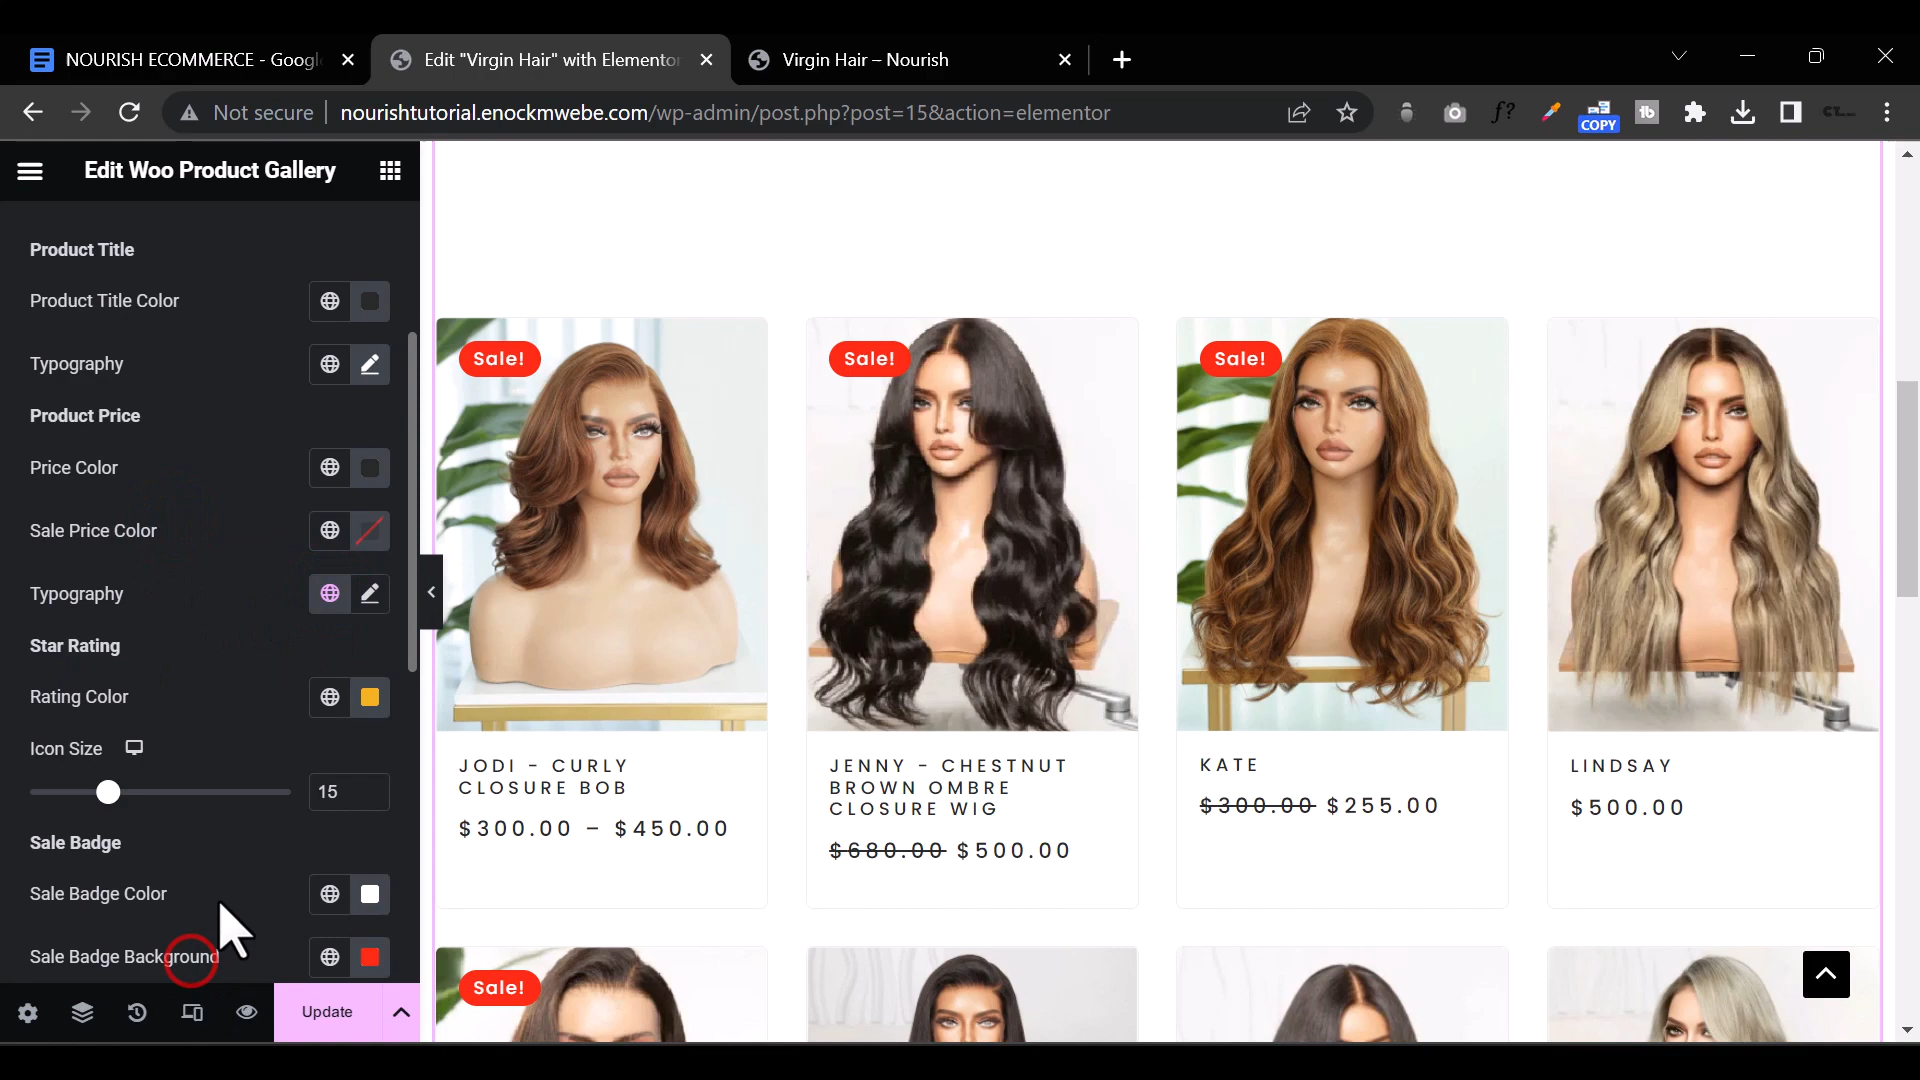 NOURISH ECOMMERCE - Googl
Edit "Virgin Hair" with Elementor
Virgin Hair – Nourish
Not secure
nourishtutorial.enockmwebe.com/wp-admin/post.php?post=15&action=elementor
f?
COPY
tb
Edit Woo Product Gallery
Product Title
Product Title Color
Typography
Product Price
Price Color
Sale Price Color
Typography
Star Rating
Rating Color
Icon Size
15
Sale Badge
Sale Badge Color
Sale Badge Background
Update
Sale!
Sale!
Sale!
JODI - CURLY
CLOSURE BOB
$300.00 – $450.00
JENNY - CHESTNUT
BROWN OMBRE
CLOSURE WIG
$680.00 $500.00
KATE
$300.00 $255.00
LINDSAY
$500.00
Sale!